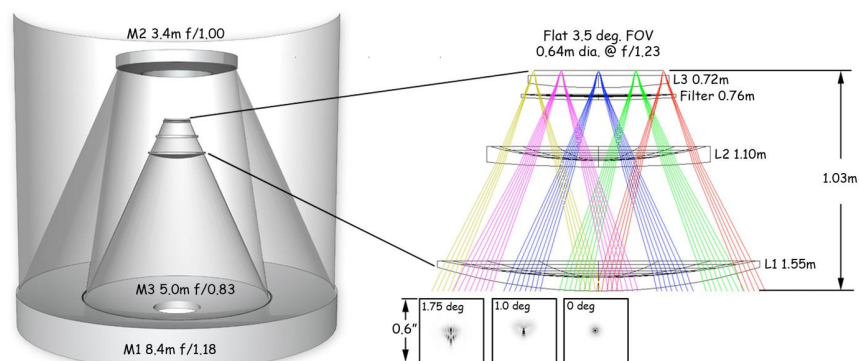 M2 3.4m f/1.00
M3 5.0m f/0.83
M1 8.4m f/1.18
Flat 3.5 deg. FOV
0.64m dia. @ f/1.23
L3 0.72m
Filter 0.76m
L2 1.10m
1.03m
L1 1.55m
0.6"
1.75 deg
1.0 deg
0 deg